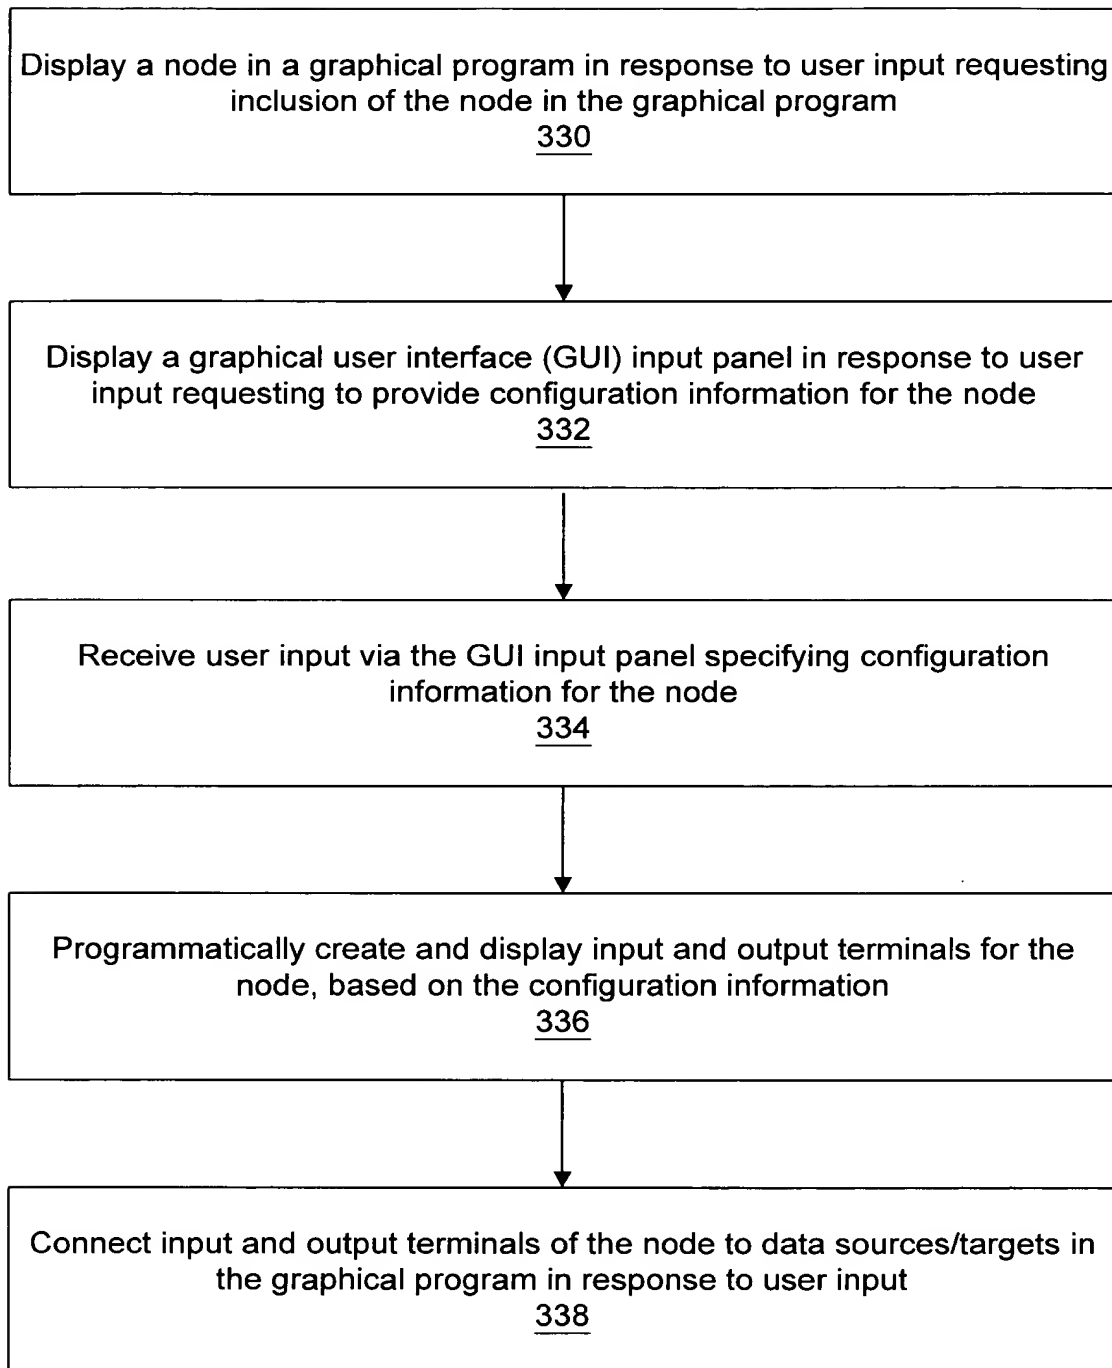 Display a node in a graphical program in response to user input requesting
inclusion of the node in the graphical program
330
Display a graphical user interface (GUI) input panel in response to user
input requesting to provide configuration information for the node
332
Receive user input via the GUI input panel specifying configuration
information for the node
334
Programmatically create and display input and output terminals for the
node, based on the configuration information
336
Connect input and output terminals of the node to data sources/targets in
the graphical program in response to user input
338